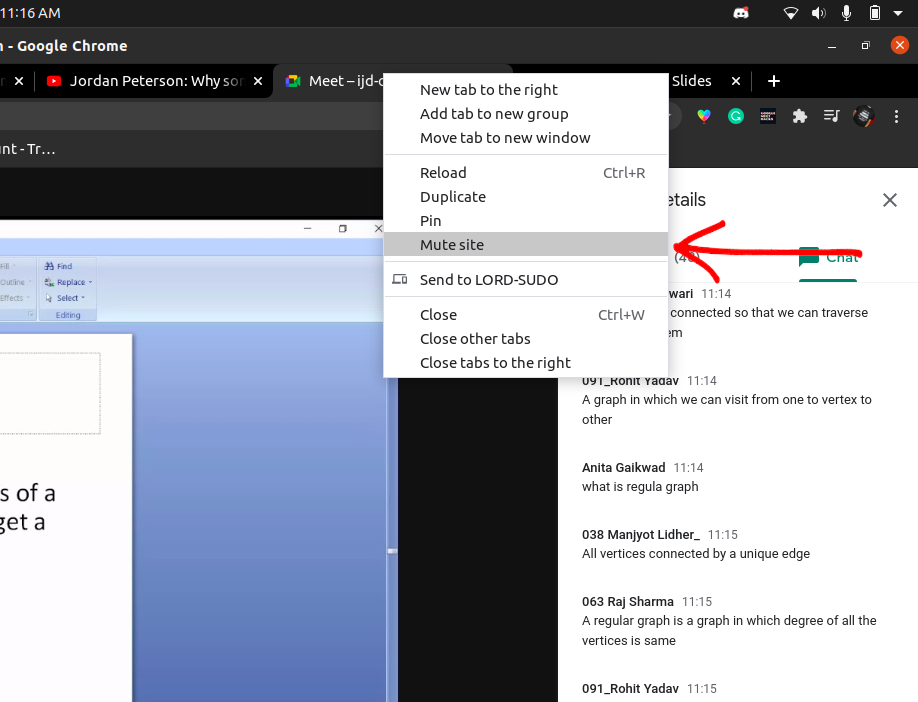 11:16 AM
- Google Chrome
Jordan Peterson: Why so
Meet – ijd-
Slides
nt - Tr…
New tab to the right
Add tab to new group
Move tab to new window
Reload Ctrl+R
Duplicate
Pin
Mute site
Send to LORD-SUDO
Close Ctrl+W
Close other tabs
Close tabs to the right
Fill
Outline
Effects
Find
Replace
Select
Editing
s of a
get a
etails
Chat
wari 11:14
connected so that we can traverse
em
091_Rohit Yadav 11:14
A graph in which we can visit from one to vertex to
other
Anita Gaikwad 11:14
what is regula graph
038 Manjyot Lidher_ 11:15
All vertices connected by a unique edge
063 Raj Sharma 11:15
A regular graph is a graph in which degree of all the
vertices is same
091_Rohit Yadav 11:15